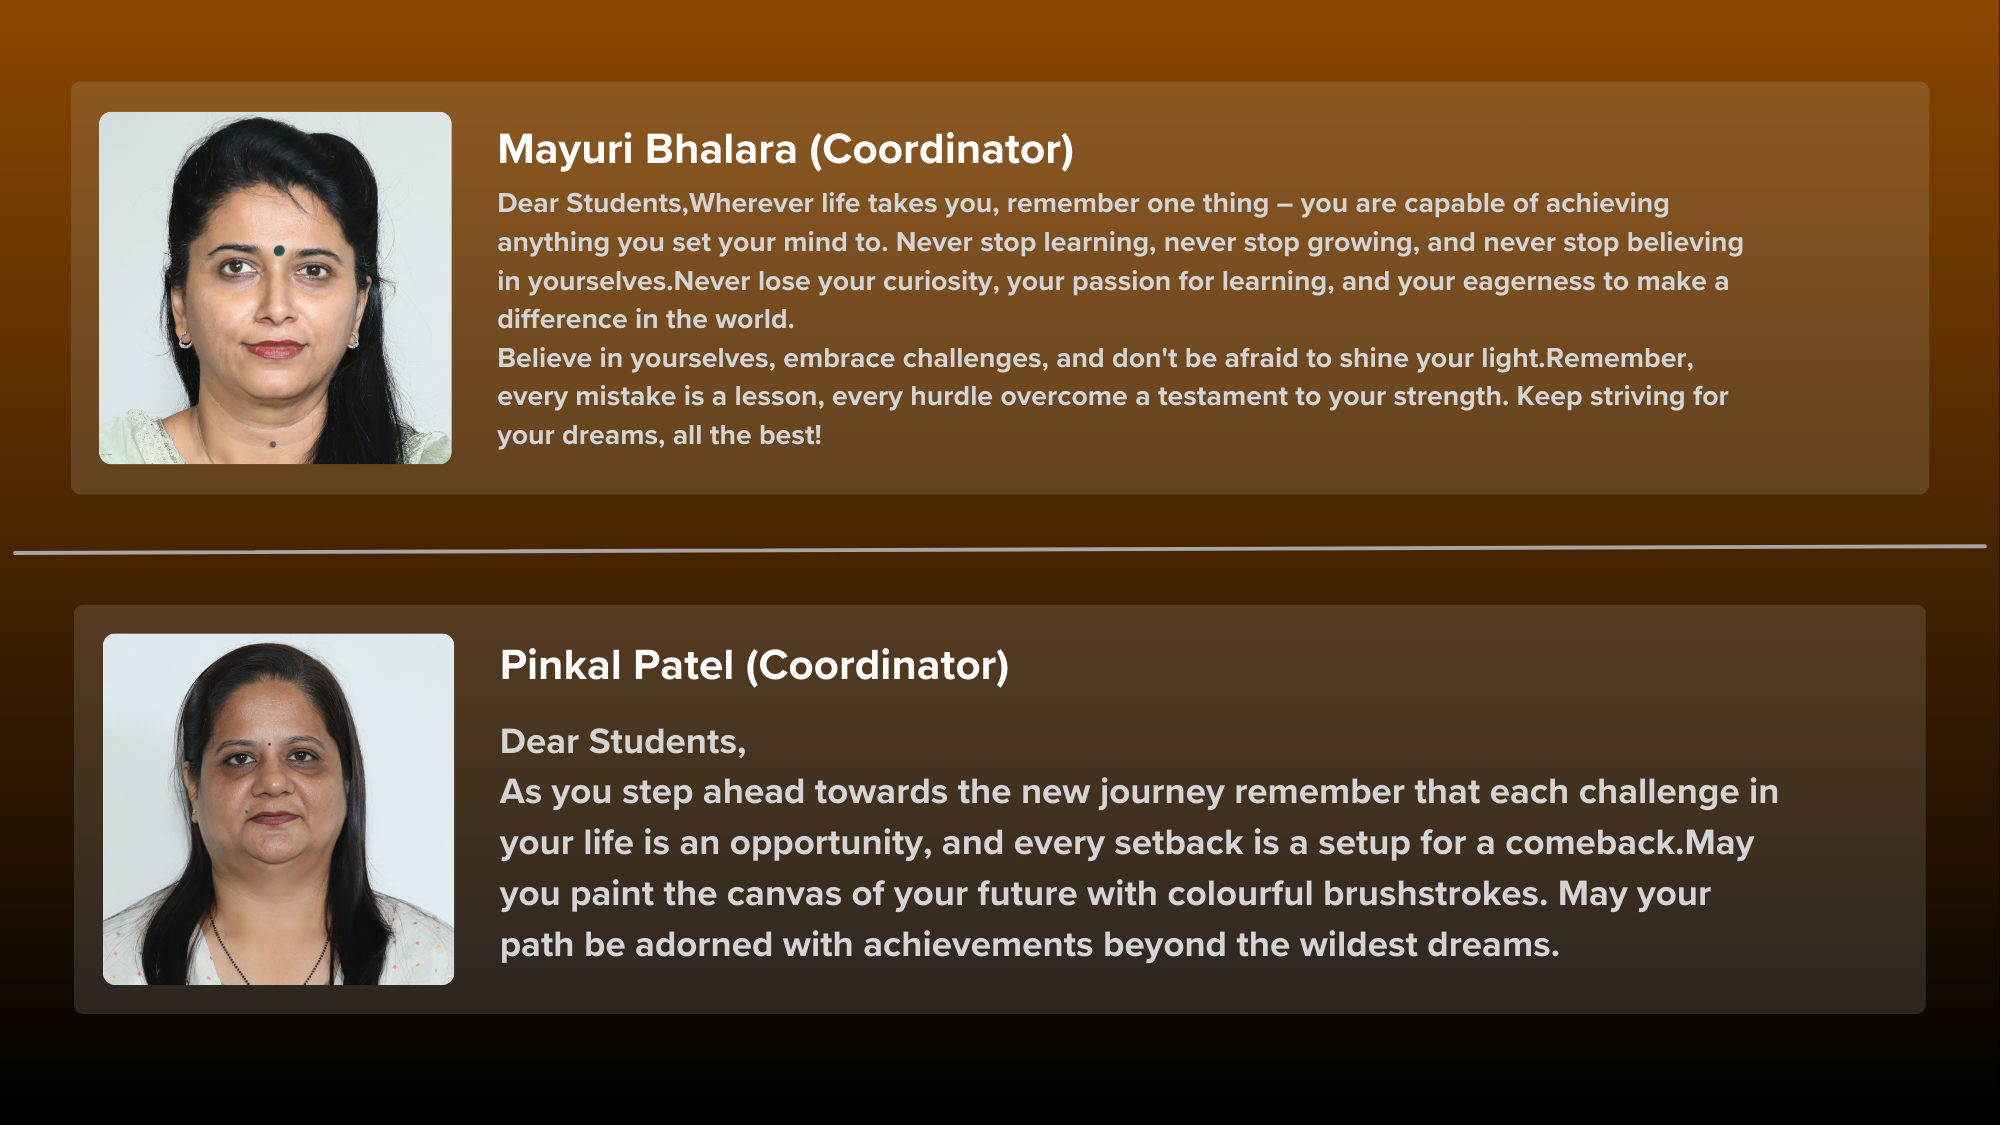 Mayuri Bhalara (Coordinator)
Dear Students,Wherever life takes you, remember one thing – you are capable of achieving
anything you set your mind to. Never stop learning, never stop growing, and never stop believing
in yourselves.Never lose your curiosity, your passion for learning, and your eagerness to make a
difference in the world.
Believe in yourselves, embrace challenges, and don't be afraid to shine your light.Remember,
every mistake is a lesson, every hurdle overcome a testament to your strength. Keep striving for
your dreams, all the best!
Pinkal Patel (Coordinator)
Dear Students,
As you step ahead towards the new journey remember that each challenge in
your life is an opportunity, and every setback is a setup for a comeback.May
you paint the canvas of your future with colourful brushstrokes. May your
path be adorned with achievements beyond the wildest dreams.